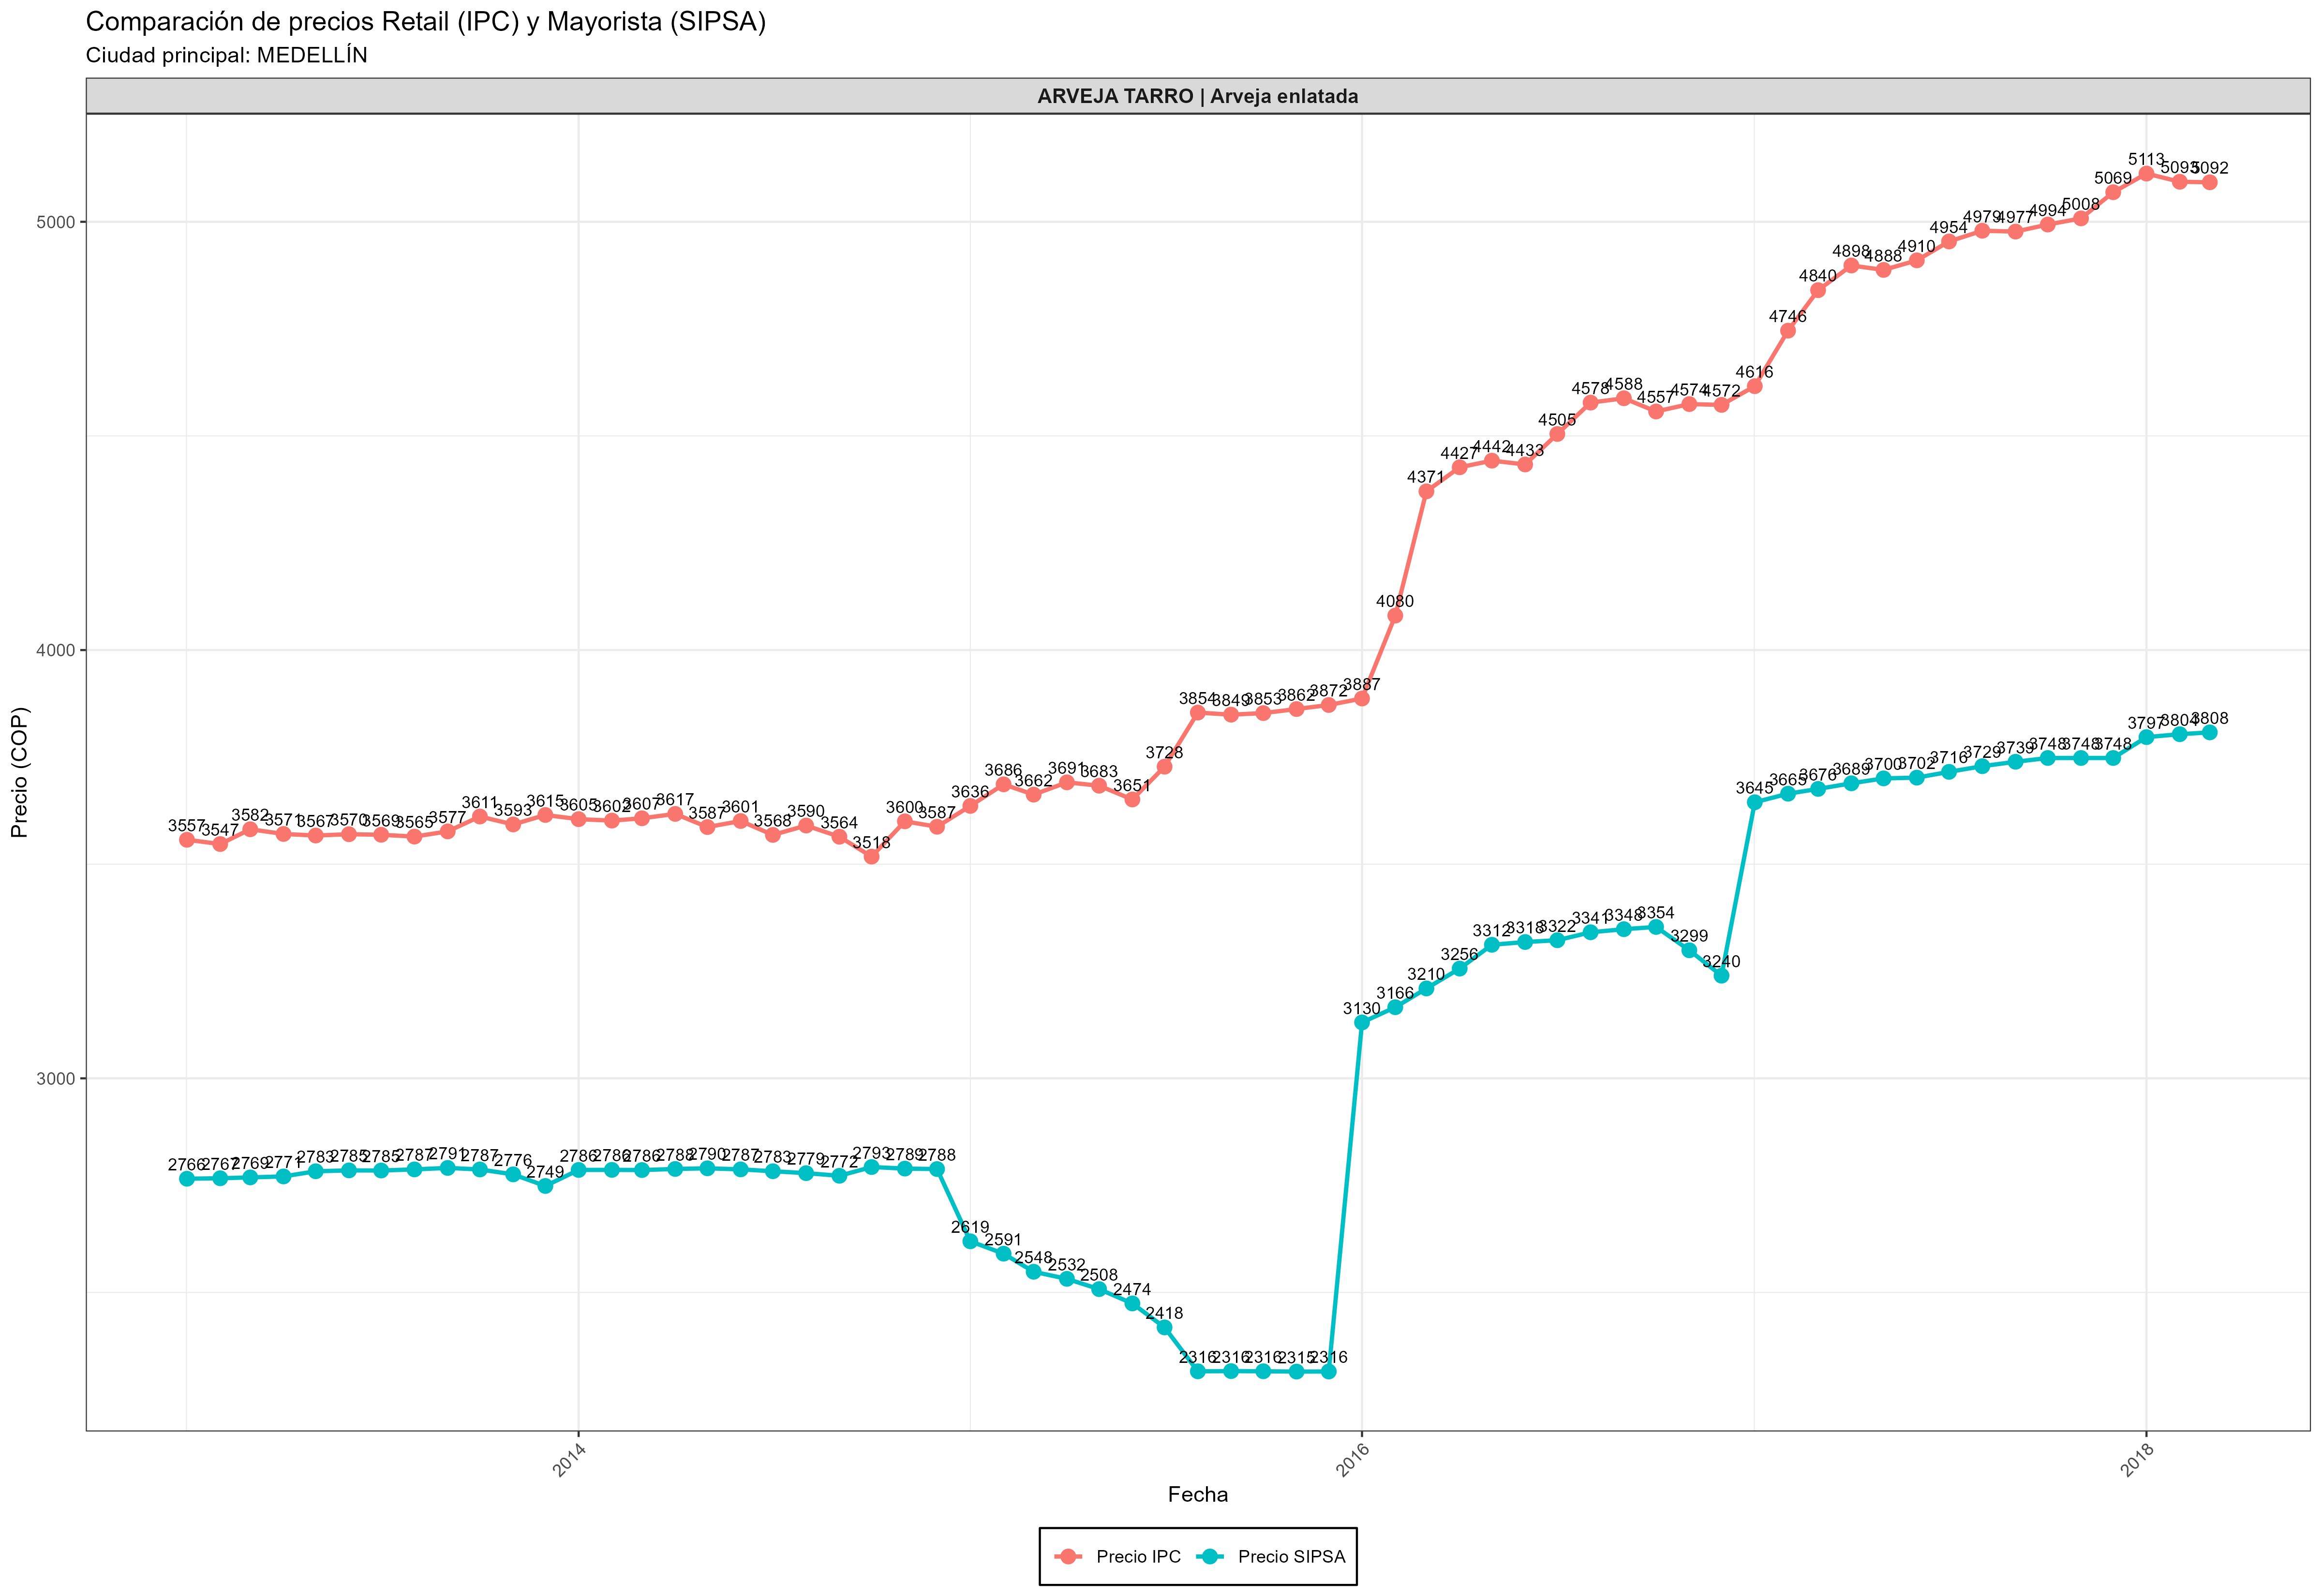 Comparación de precios Retail (IPC) y Mayorista (SIPSA)
Ciudad principal: MEDELLÍN
ARVEJA TARRO | Arveja enlatada
Precio (COP)
5000
4000
3000
3557 3547 3582 3571 3567 3570 3569 3565 3577 3611 3593 3615 3605 3602 3607 3617 3587 3601 3568 3590 3564 3518 3600 3587 3636 3686 3662 3691 3683 3651 3728 3854 3849 3853 3862 3872 3887 4080 4371 4427 4442 4433 4505 4578 4588 4557 4574 4572 4616 4746 4840 4898 4888 4910 4954 4979 4977 4994 5008 5069 5113 5093 5092
2766 2767 2769 2771 2783 2785 2785 2787 2791 2787 2776 2749 2786 2786 2786 2788 2790 2787 2783 2779 2772 2793 2789 2788 2619 2591 2548 2532 2508 2474 2418 2316 2316 2316 2315 2316 3130 3166 3210 3256 3312 3318 3322 3341 3348 3354 3299 3240 3645 3665 3676 3689 3700 3702 3716 3729 3739 3748 3748 3748 3797 3804 3808
2014
2016
2018
Fecha
Precio IPC
Precio SIPSA